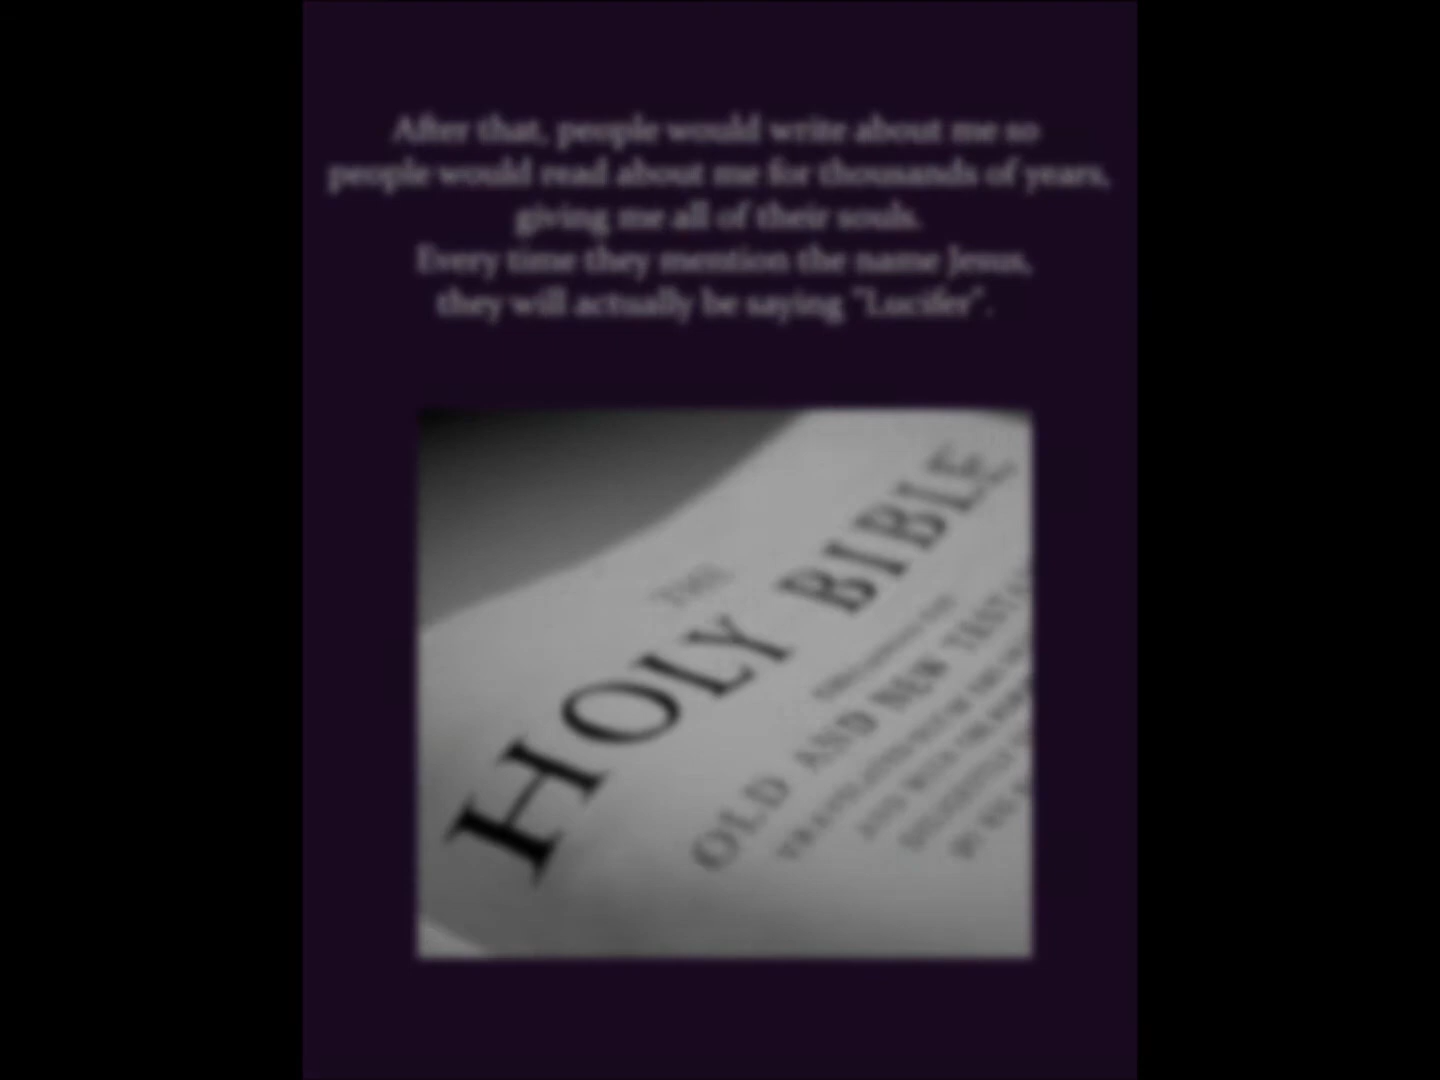 After that, people would write about me so
people would read about me for thousands of years,
giving me all of their souls.
Every time they mention the name Jesus,
they will actually be saying "Lucifer".
THE
HOLY BIBLE
OLD AND NEW